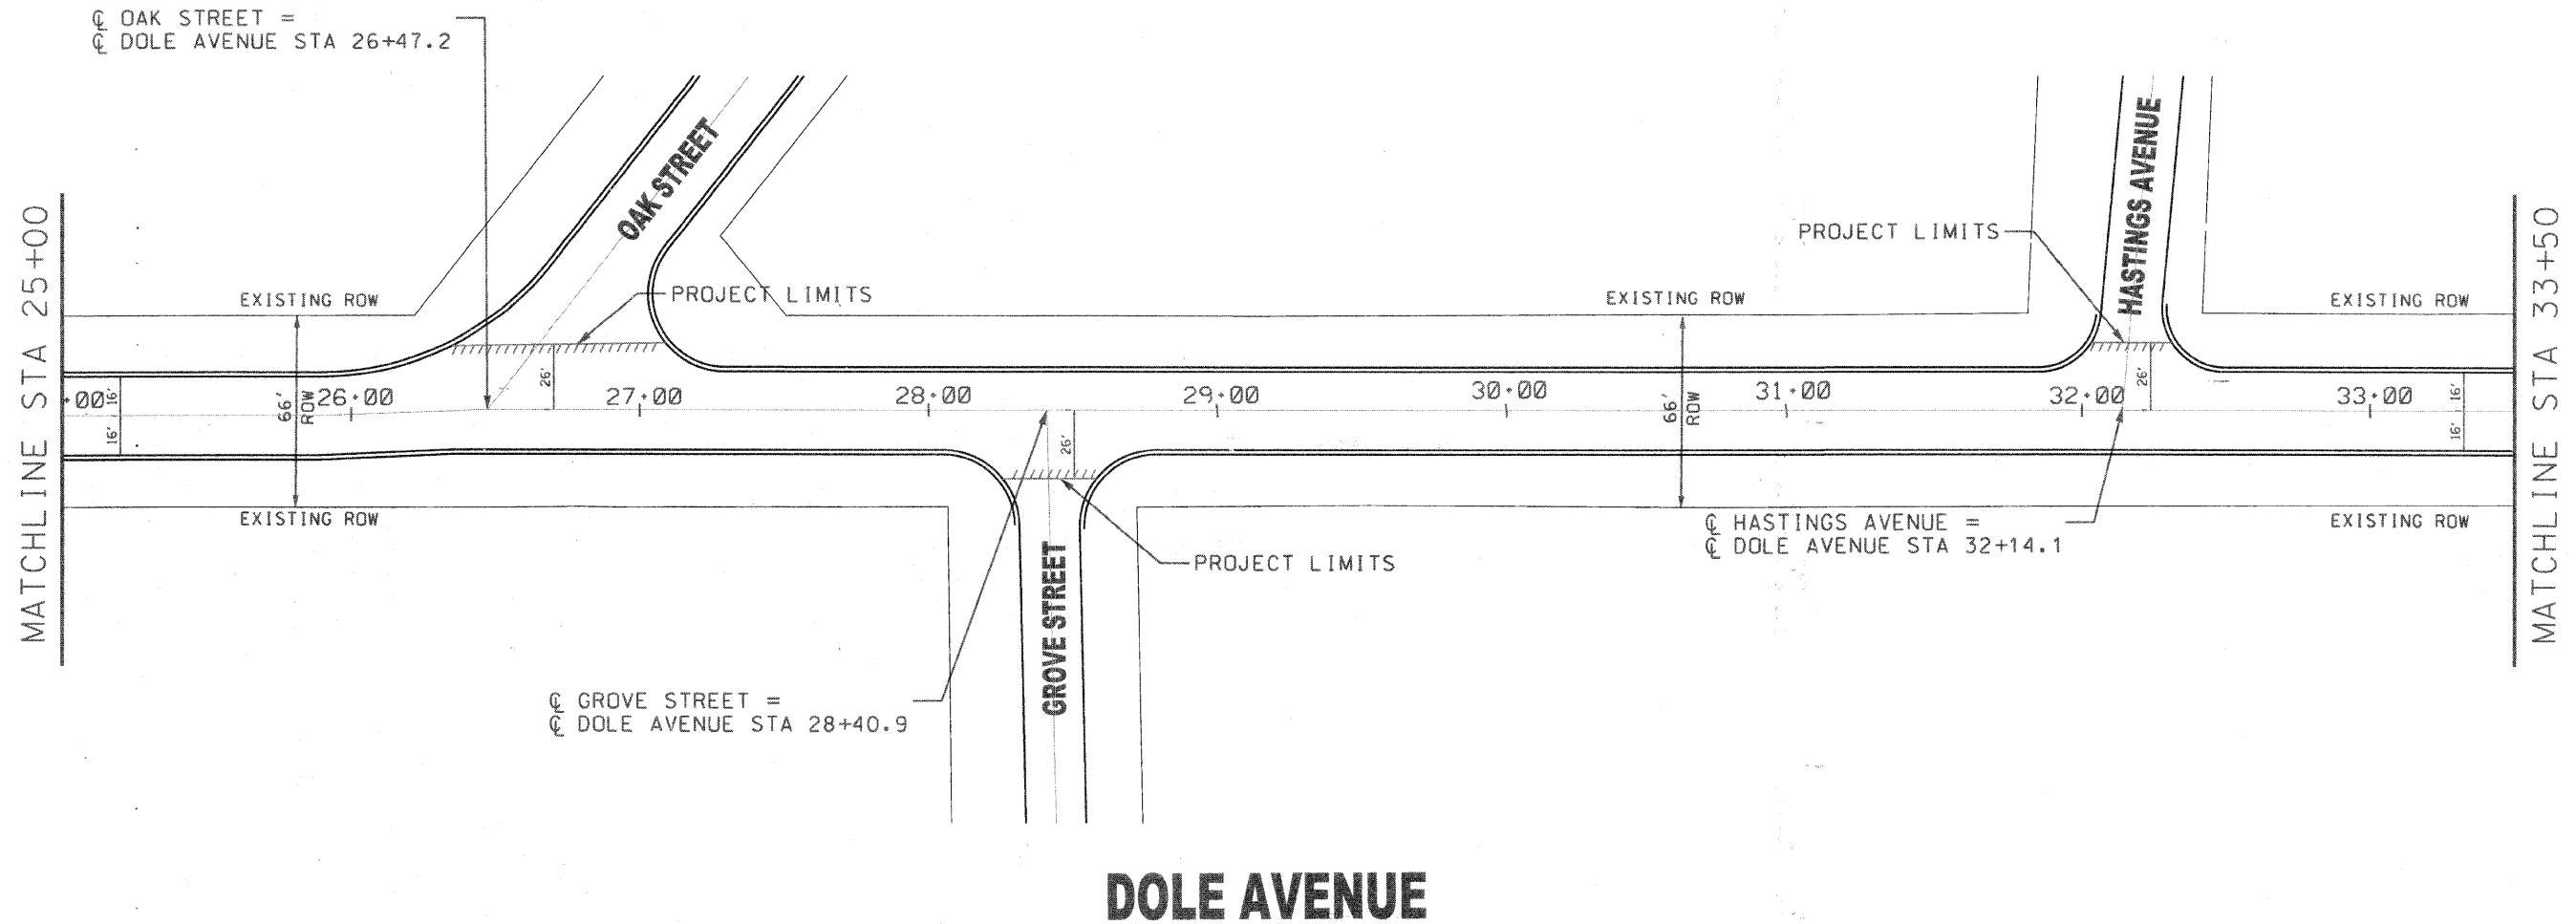 ℄ OAK STREET =
℄ DOLE AVENUE STA 26+47.2
OAK STREET
HASTINGS AVENUE
MATCHLINE STA 25+00
MATCHLINE STA 33+50
PROJECT LIMITS
EXISTING ROW
PROJECT LIMITS
EXISTING ROW
EXISTING ROW
+00
16'
16'
66'
ROW
26+00
26'
27+00
28+00
29+00
30+00
66'
ROW
31+00
32+00
26'
33+00
16'
16'
26'
EXISTING ROW
PROJECT LIMITS
℄ HASTINGS AVENUE =
℄ DOLE AVENUE STA 32+14.1
EXISTING ROW
GROVE STREET
℄ GROVE STREET =
℄ DOLE AVENUE STA 28+40.9
DOLE AVENUE